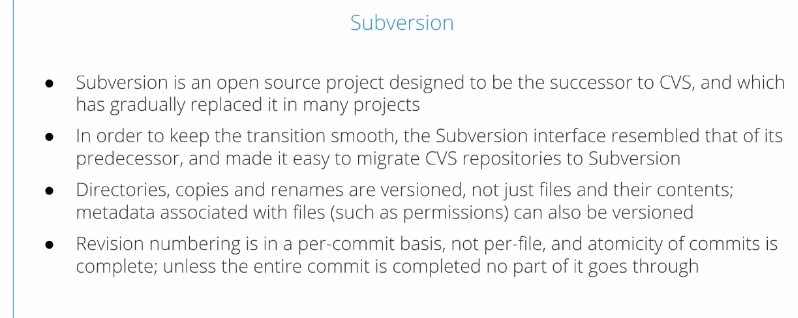 Subversion
● Subversion is an open source project designed to be the successor to CVS, and which
has gradually replaced it in many projects
● In order to keep the transition smooth, the Subversion interface resembled that of its
predecessor, and made it easy to migrate CVS repositories to Subversion
● Directories, copies and renames are versioned, not just files and their contents;
metadata associated with files (such as permissions) can also be versioned
● Revision numbering is in a per-commit basis, not per-file, and atomicity of commits is
complete; unless the entire commit is completed no part of it goes through